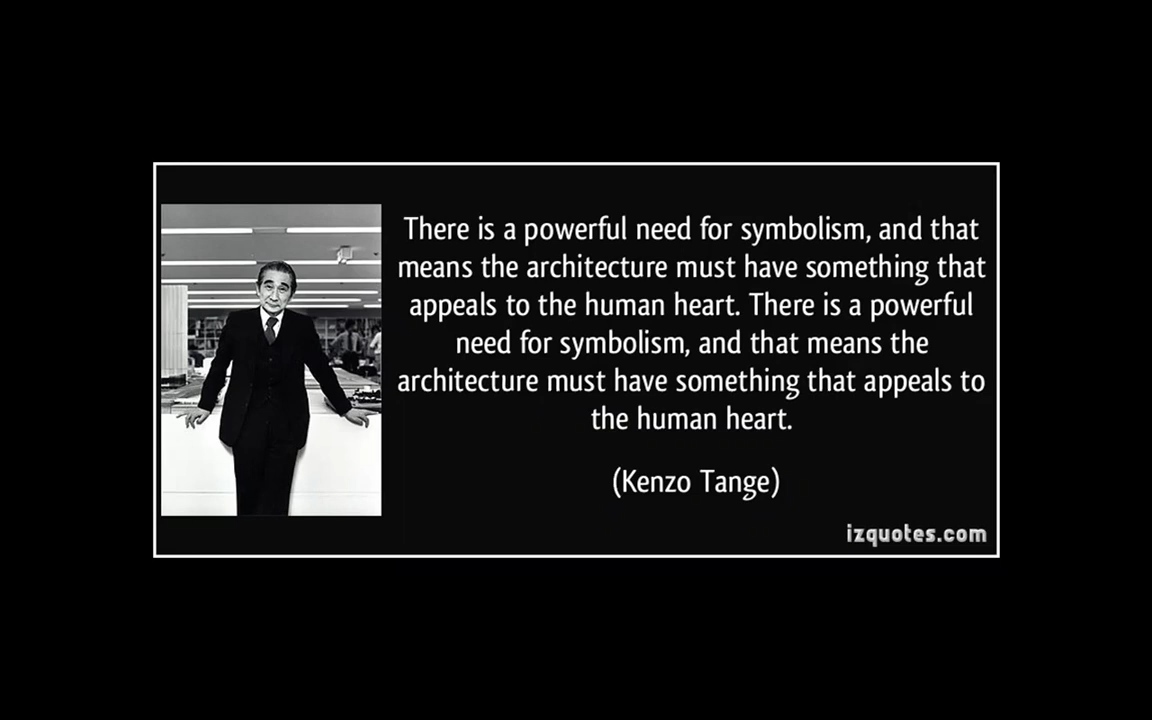 There is a powerful need for symbolism, and that
means the architecture must have something that
appeals to the human heart. There is a powerful
need for symbolism, and that means the
architecture must have something that appeals to
the human heart.
(Kenzo Tange)
izquotes.com